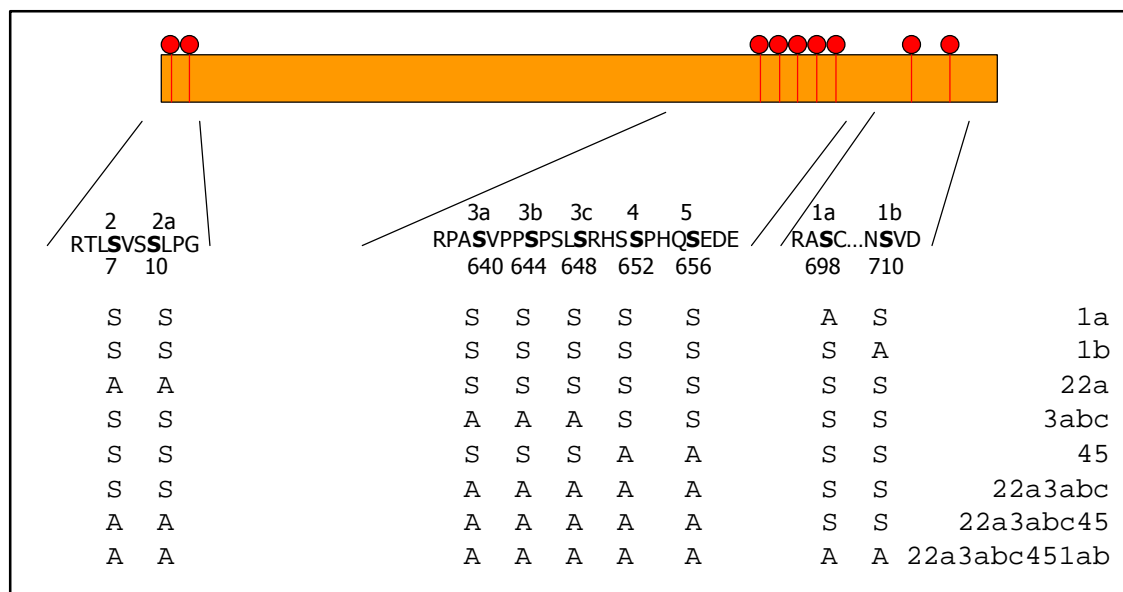 2 2a 3a 3b 3c 4 5 1a 1b
RTLSVSSLPG RPASVPPSPSLSRHSSPHQSEDE RASC...NSVD
7 10 640 644 648 652 656 698 710
S S S S S S S A S 1a
S S S S S S S S A 1b
A A S S S S S S S 22a
S S A A A S S S S 3abc
S S S S S A A S S 45
S S A A A A A S S 22a3abc
A A A A A A A S S 22a3abc45
A A A A A A A A A 22a3abc451ab